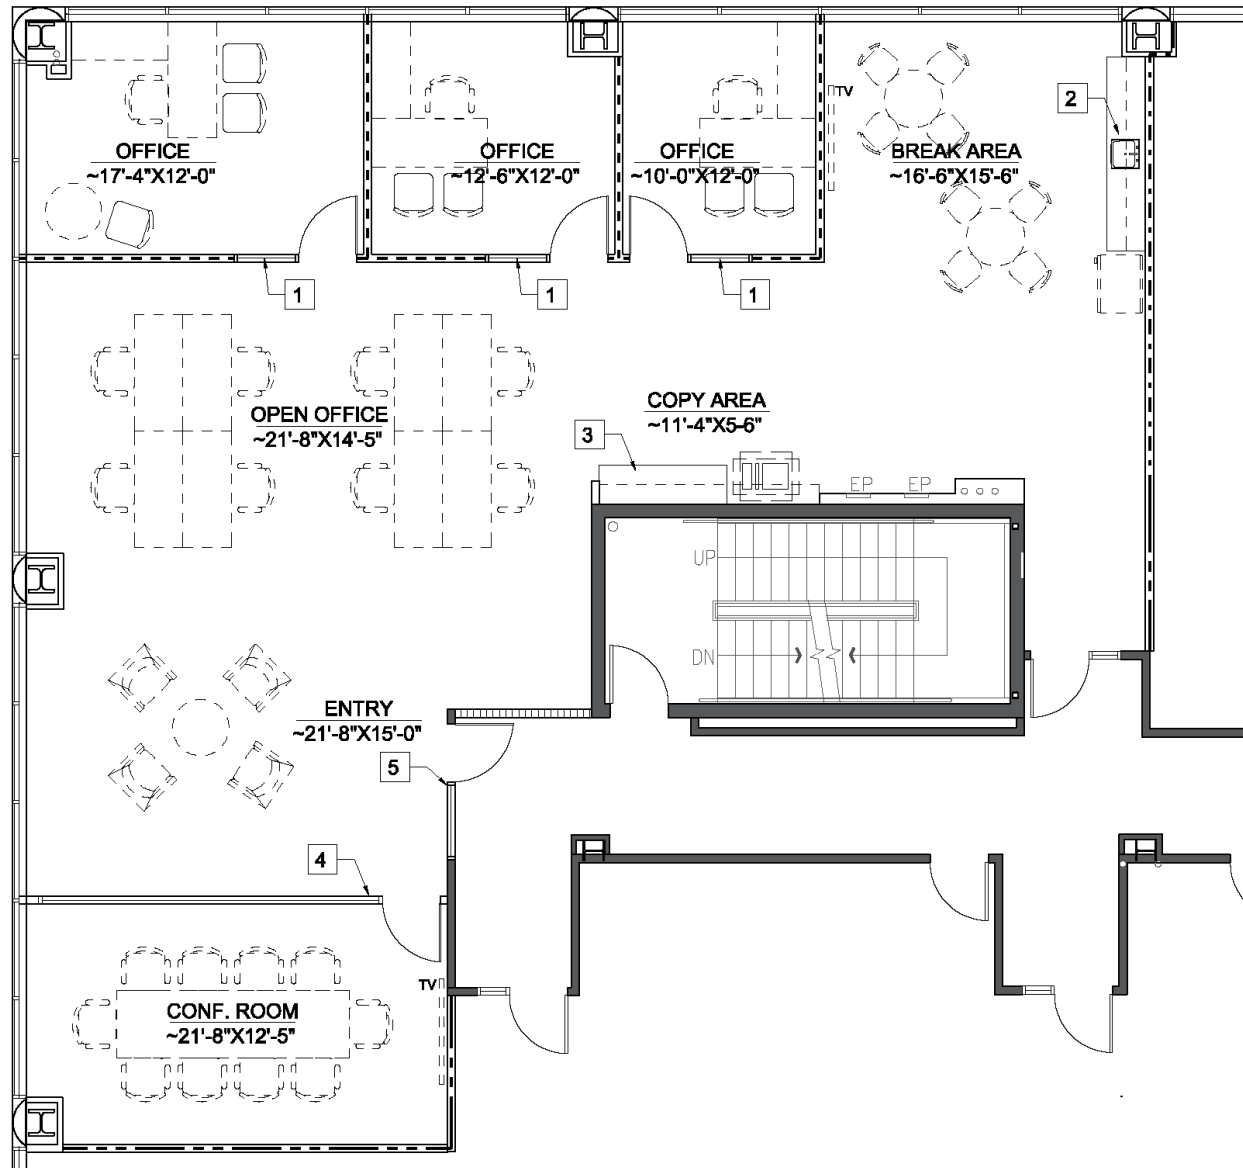 TV
2
OFFICE
~17'-4"X12'-0"
OFFICE
~12'-6"X12'-0"
OFFICE
~10'-0"X12'-0"
BREAK AREA
~16'-6"X15'-6"
1
1
1
OPEN OFFICE
~21'-8"X14'-5"
COPY AREA
~11'-4"X5-6"
3
EP
EP
UP
DN
ENTRY
~21'-8"X15'-0"
5
4
TV
CONF. ROOM
~21'-8"X12'-5"